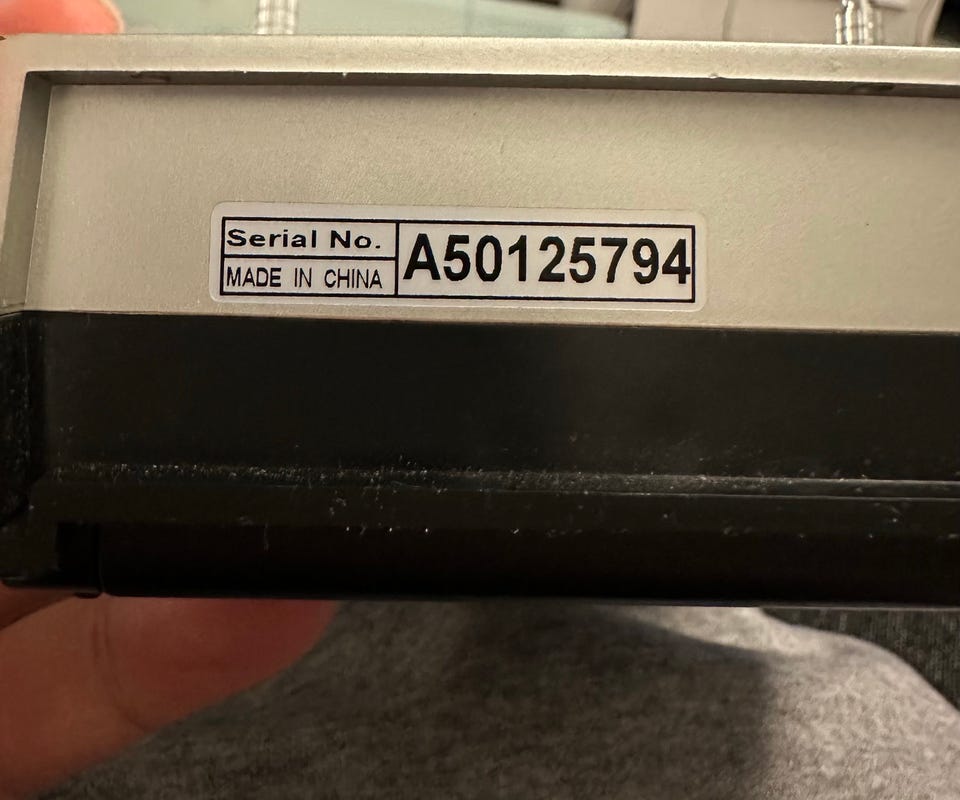 Serial No.
MADE IN CHINA
A50125794